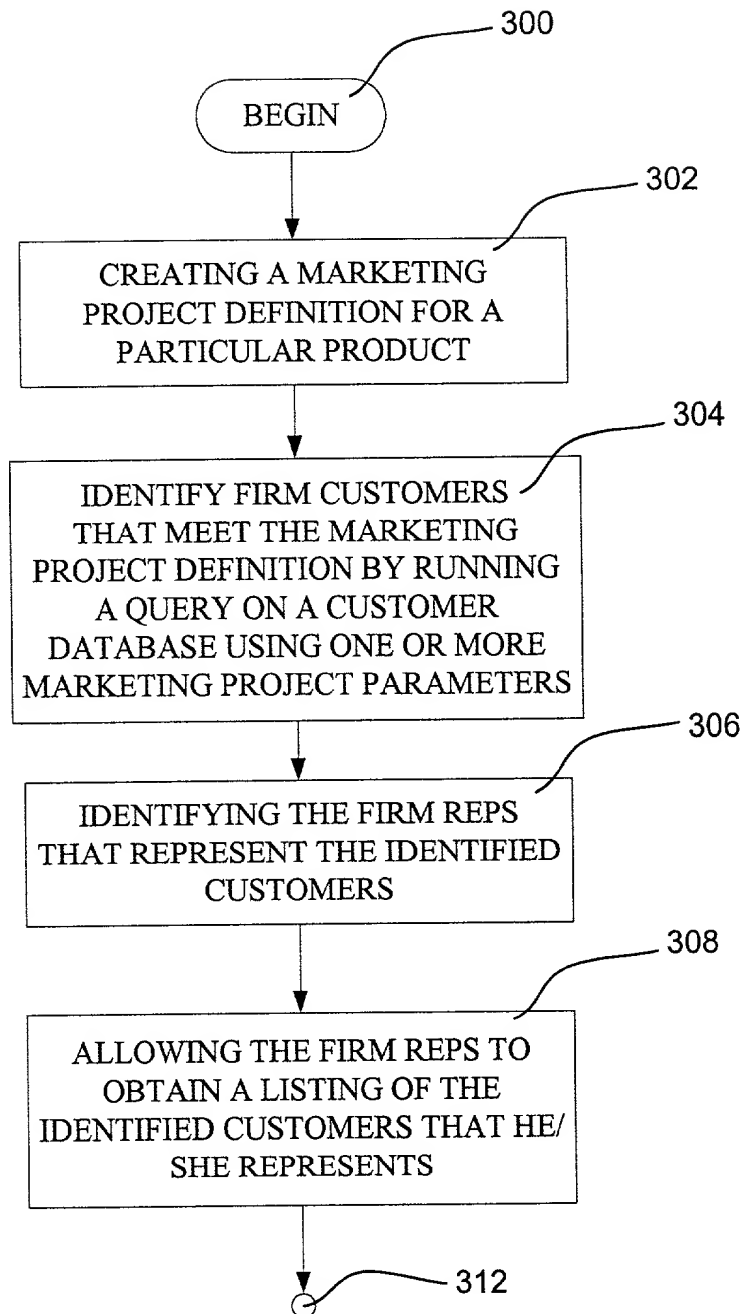 300
BEGIN
302
CREATING A MARKETING
PROJECT DEFINITION FOR A
PARTICULAR PRODUCT
304
IDENTIFY FIRM CUSTOMERS
THAT MEET THE MARKETING
PROJECT DEFINITION BY RUNNING
A QUERY ON A CUSTOMER
DATABASE USING ONE OR MORE
MARKETING PROJECT PARAMETERS
306
IDENTIFYING THE FIRM REPS
THAT REPRESENT THE IDENTIFIED
CUSTOMERS
308
ALLOWING THE FIRM REPS TO
OBTAIN A LISTING OF THE
IDENTIFIED CUSTOMERS THAT HE/
SHE REPRESENTS
312